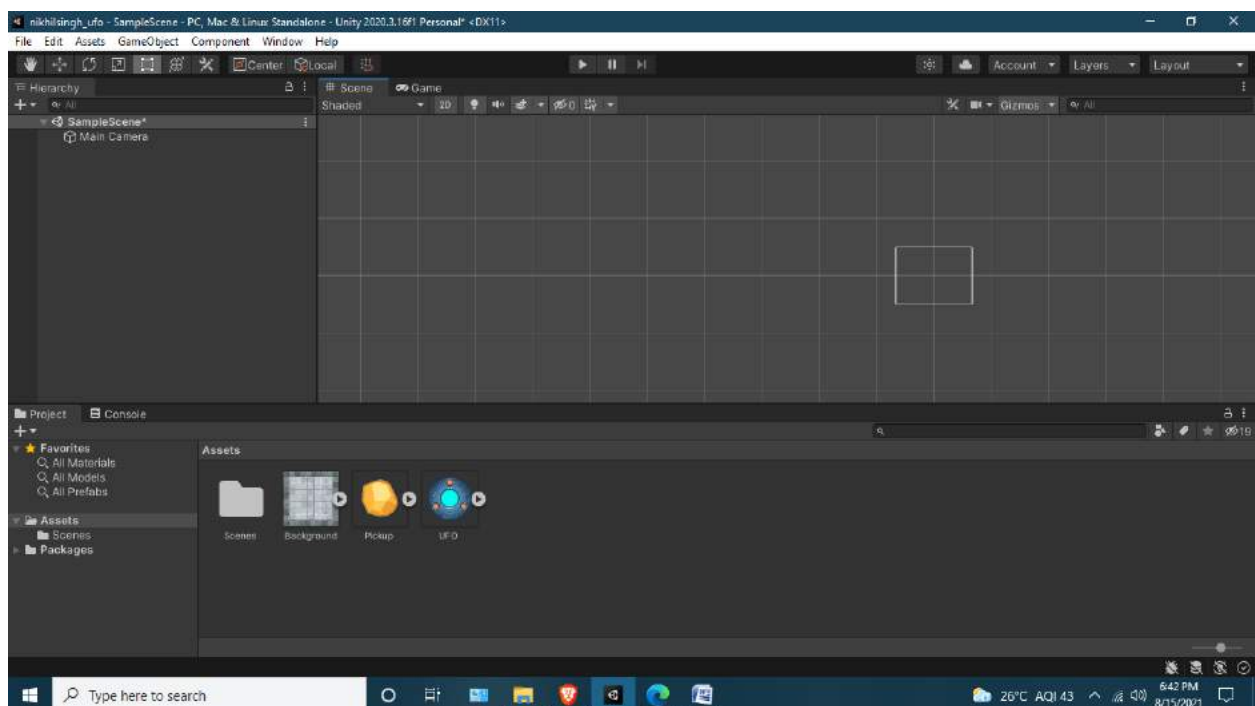 nikhilsingh_ufo - SampleScene - PC, Mac & Linux Standalone - Unity 2020.3.16f1 Personal* <DX11>
File Edit Assets GameObject Component Window Help
Center Local Account Layers Layout
Hierarchy Scene Game
All Shaded 2D 0 Gizmos All
SampleScene*
Main Camera
Project Console
19
Favorites Assets
All Materials
All Models
All Prefabs
Assets
Scenes Scenes Background Pickup UFO
Packages
Type here to search 26°C AQI 43 6:42 PM
8/15/2021